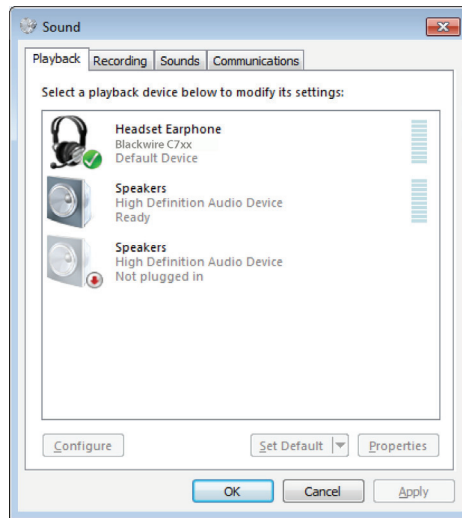 Sound
Playback Recording Sounds Communications
Select a playback device below to modify its settings:
Headset Earphone
Blackwire C7xx
Default Device
Speakers
High Definition Audio Device
Ready
Speakers
High Definition Audio Device
Not plugged in
Configure Set Default Properties
OK Cancel Apply